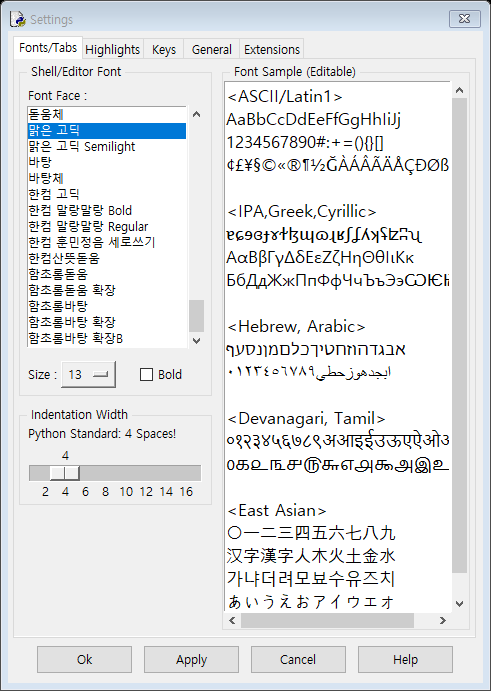 Settings
Fonts/Tabs Highlights Keys General Extensions
Shell/Editor Font
Font Face :
돋움체
맑은 고딕
맑은 고딕 Semilight
바탕
바탕체
한컴 고딕
한컴 말랑말랑 Bold
한컴 말랑말랑 Regular
한컴 훈민정음 세로쓰기
한컴산뜻돋움
함초롬돋움
함초롬돋움 확장
함초롬바탕
함초롬바탕 확장
함초롬바탕 확장B
Size : 13
Bold
Indentation Width
Python Standard: 4 Spaces!
4
2 4 6 8 10 12 14 16
Font Sample (Editable)
<ASCII/Latin1>
AaBbCcDdEeFfGgHhIiJj
1234567890#:+=(){}[]
¢£¥§©«®¶½ĞÀÁÂÃÄÅÇÐØß
<IPA,Greek,Cyrillic>
ΑαΒβΓγΔδΕεΖζΗηΘθΙιΚκ
<Hebrew, Arabic>
אבגדהוזחטיךכלםמןנסעף
ابجدهوزحطي٠١٢٣٤٥٦٧٨٩
<Devanagari, Tamil>
०१२३४५६७८९अआइईउऊएऐओ
<East Asian>
〇一二三四五六七八九
汉字漢字人木火土金水
가냐더려모뵤수유즈치
あいうえおアイウエオ
Ok Apply Cancel Help